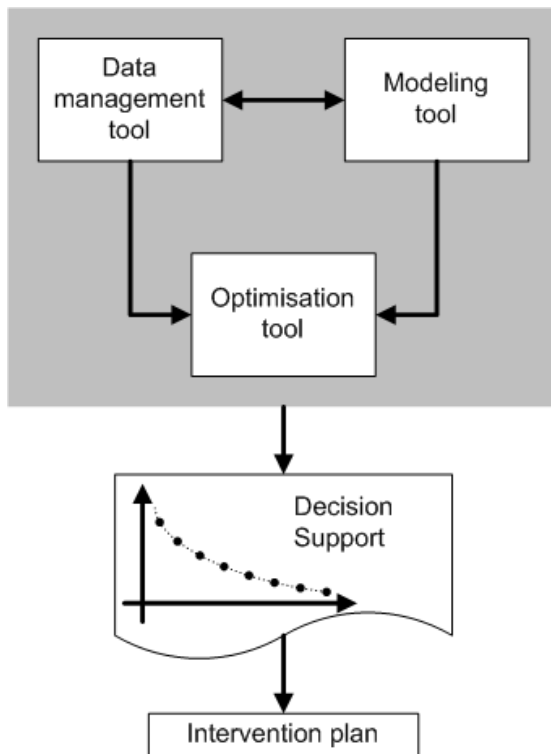 Data
management
tool
Modeling
tool
Optimisation
tool
Decision
Support
Intervention plan